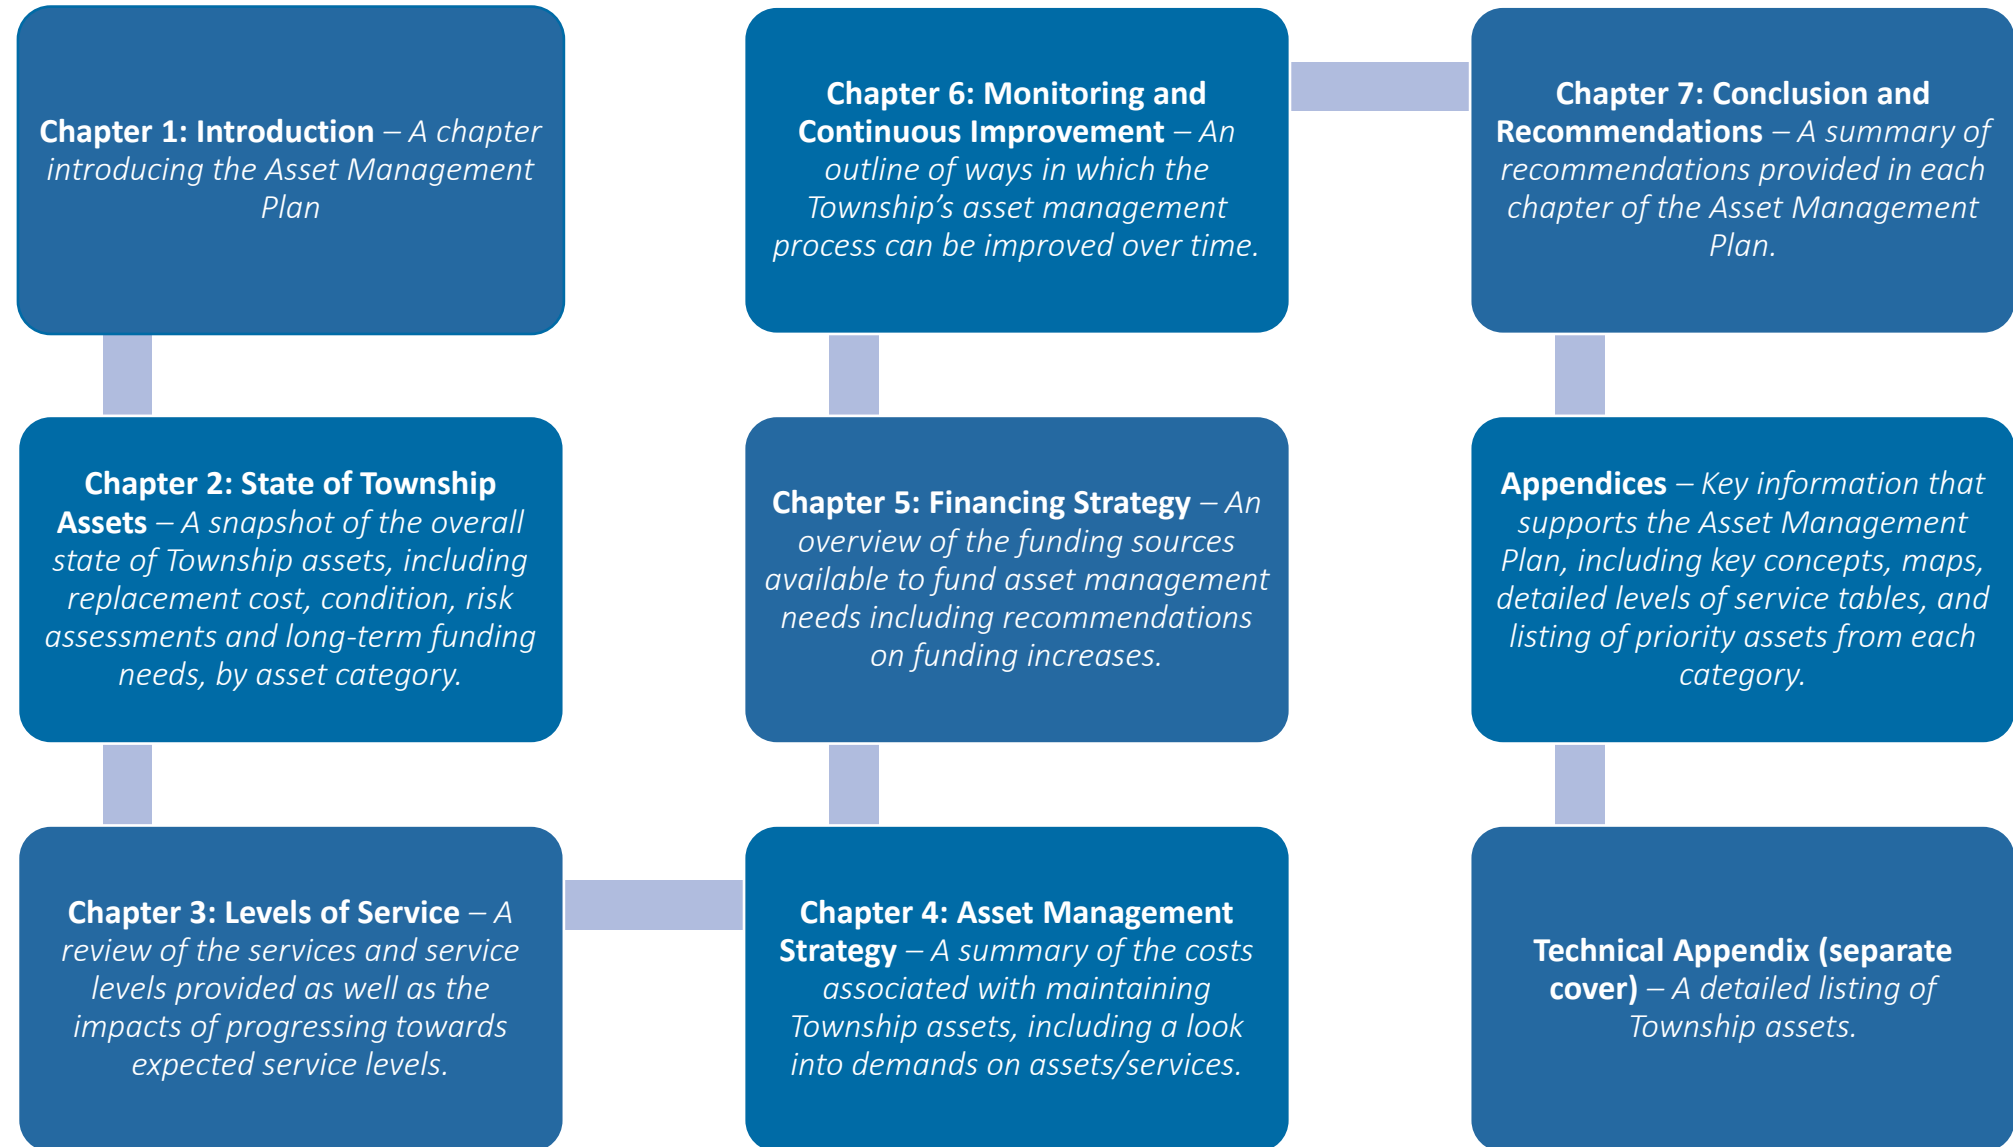 Chapter 1: Introduction – A chapter
introducing the Asset Management
Plan
Chapter 2: State of Township
Assets – A snapshot of the overall
state of Township assets, including
replacement cost, condition, risk
assessments and long-term funding
needs, by asset category.
Chapter 3: Levels of Service – A
review of the services and service
levels provided as well as the
impacts of progressing towards
expected service levels.
Chapter 4: Asset Management
Strategy – A summary of the costs
associated with maintaining
Township assets, including a look
into demands on assets/services.
Chapter 5: Financing Strategy – An
overview of the funding sources
available to fund asset management
needs including recommendations
on funding increases.
Chapter 6: Monitoring and
Continuous Improvement – An
outline of ways in which the
Township’s asset management
process can be improved over time.
Chapter 7: Conclusion and
Recommendations – A summary of
recommendations provided in each
chapter of the Asset Management
Plan.
Appendices – Key information that
supports the Asset Management
Plan, including key concepts, maps,
detailed levels of service tables, and
listing of priority assets from each
category.
Technical Appendix (separate
cover) – A detailed listing of
Township assets.